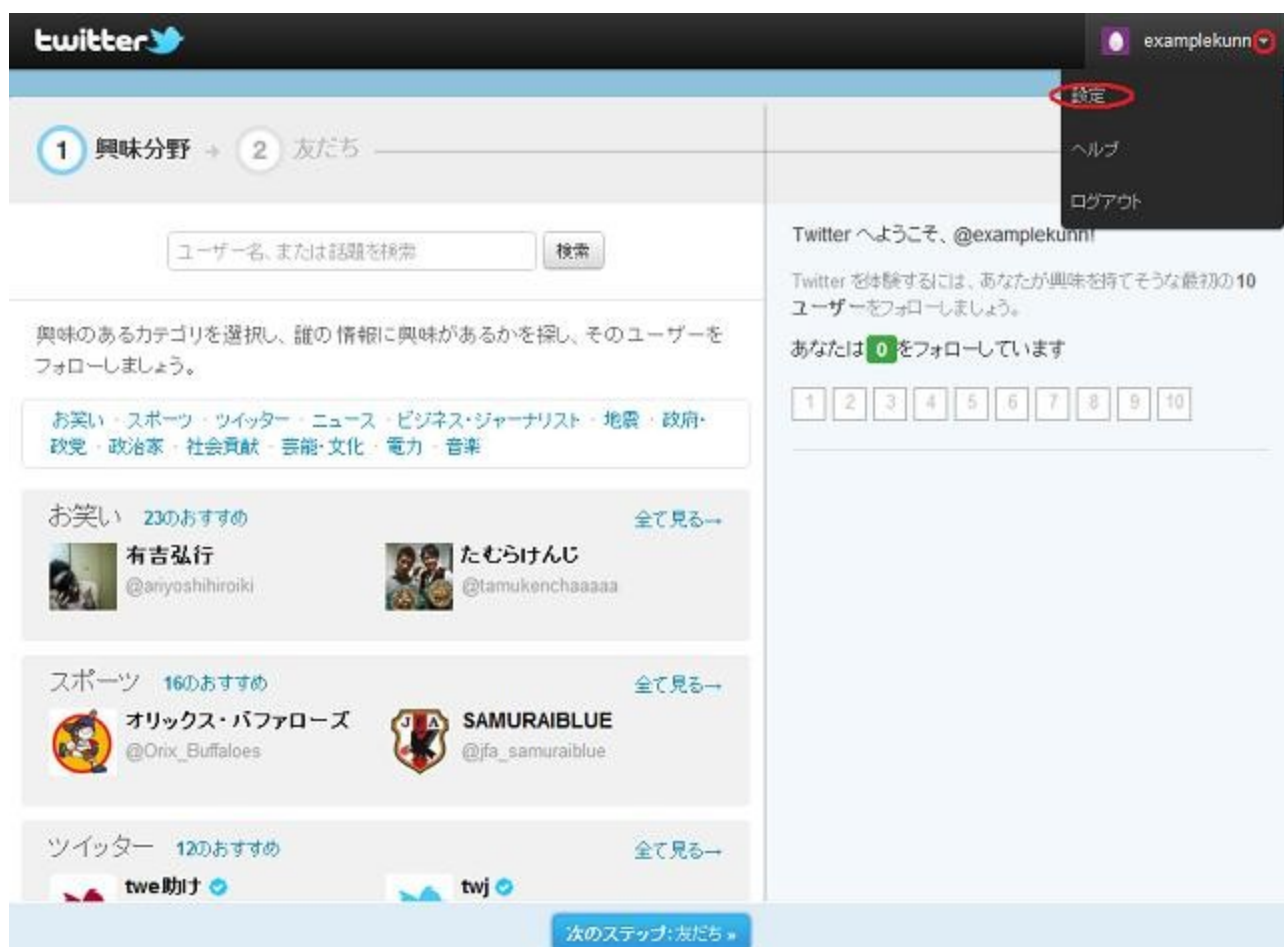 twitter
examplekunn
設定
ヘルプ
ログアウト
1 興味分野 → 2 友だち
ユーザー名、または話題を検索 検索
興味のあるカテゴリを選択し、誰の情報に興味があるかを探し、そのユーザーを
フォローしましょう。
お笑い · スポーツ · ツイッター · ニュース · ビジネス・ジャーナリスト · 地震 · 政府・
政党 · 政治家 · 社会貢献 · 芸能・文化 · 電力 · 音楽
お笑い 23のおすすめ 全て見る→
有吉弘行 たむらけんじ
@ariyoshihiroiki @tamukenchaaaaa
スポーツ 16のおすすめ 全て見る→
オリックス・バファローズ SAMURAIBLUE
@Orix_Buffaloes @jfa_samuraiblue
JFA
ツイッター 12のおすすめ 全て見る→
twe助け twj
次のステップ:友だち »
Twitter へようこそ、@examplekunn!
Twitter を体験するには、あなたが興味を持てそうな最初の10
ユーザーをフォローしましょう。
あなたは 0 をフォローしています
1 2 3 4 5 6 7 8 9 10